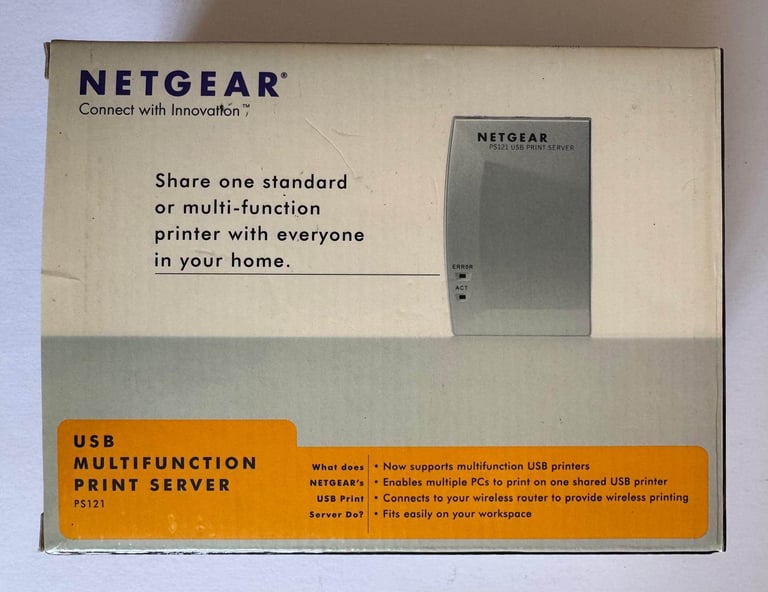 NETGEAR®
Connect with Innovation™
NETGEAR
PS121 USB PRINT SERVER
Share one standard
or multi-function
printer with everyone
in your home.
ERROR
ACT
USB
MULTIFUNCTION
PRINT SERVER
PS121
What does
NETGEAR's
USB Print
Server Do?
• Now supports multifunction USB printers
• Enables multiple PCs to print on one shared USB printer
• Connects to your wireless router to provide wireless printing
• Fits easily on your workspace